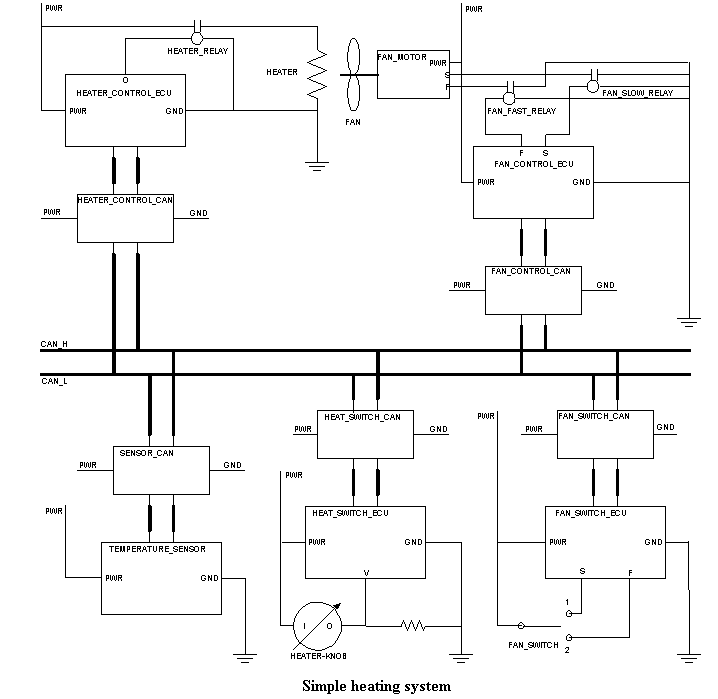 PWR
PWR
HEATER_RELAY
HEATER
FAN
FAN_MOTOR
PWR
S
F
O
HEATER_CONTROL_ECU
PWR
GND
FAN_FAST_RELAY
FAN_SLOW_RELAY
F
S
FAN_CONTROL_ECU
PWR
GND
HEATER_CONTROL_CAN
PWR
GND
FAN_CONTROL_CAN
PWR
GND
CAN_H
CAN_L
SENSOR_CAN
PWR
GND
HEAT_SWITCH_CAN
PWR
GND
FAN_SWITCH_CAN
PWR
PWR
GND
PWR
TEMPERATURE_SENSOR
PWR
GND
PWR
HEAT_SWITCH_ECU
PWR
GND
V
I
O
HEATER-KNOB
FAN_SWITCH_ECU
PWR
GND
S
F
1
2
FAN_SWITCH
Simple heating system